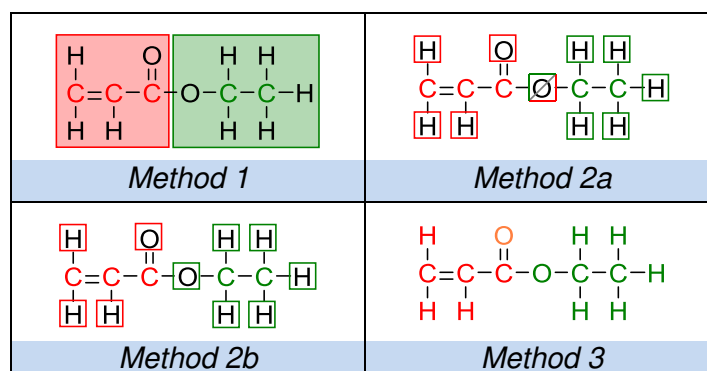 H O H H
C=C-C-O-C-C-H
H H H H
Method 1
H O H H
C=C-C-O-C-C-H
H H H H
Method 2a
H O H H
C=C-C-O-C-C-H
H H H H
Method 2b
H O H H
C=C-C-O-C-C-H
H H H H
Method 3